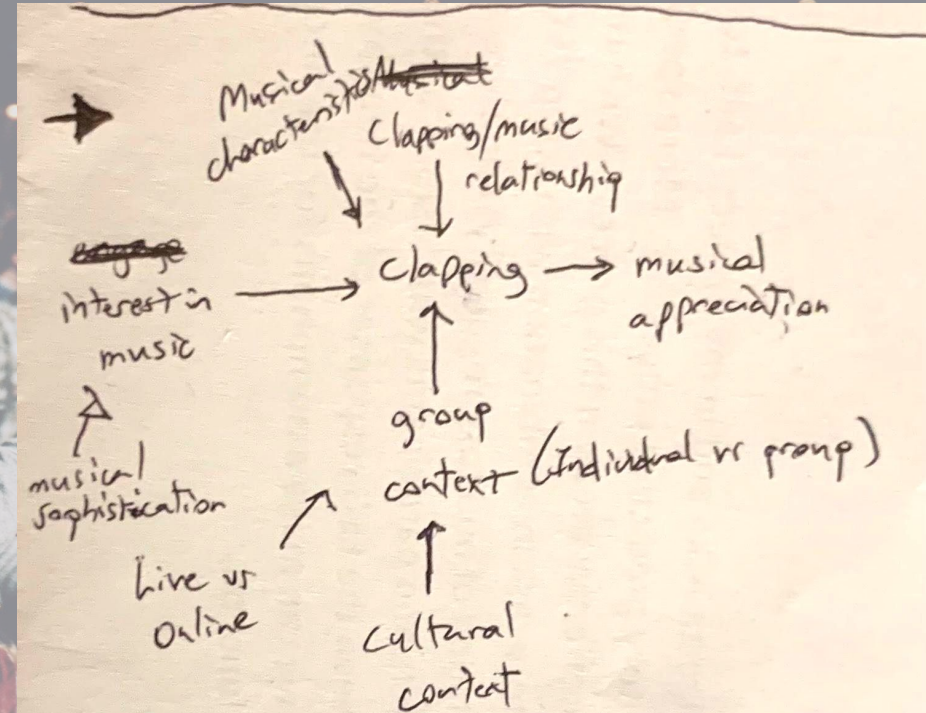 Musical
characteristics
Clapping/music
relationship
interest in
music
Clapping → musical
appreciation
group
context (Individual vs group)
musical
sophistication
Live vs
Online
Cultural
context